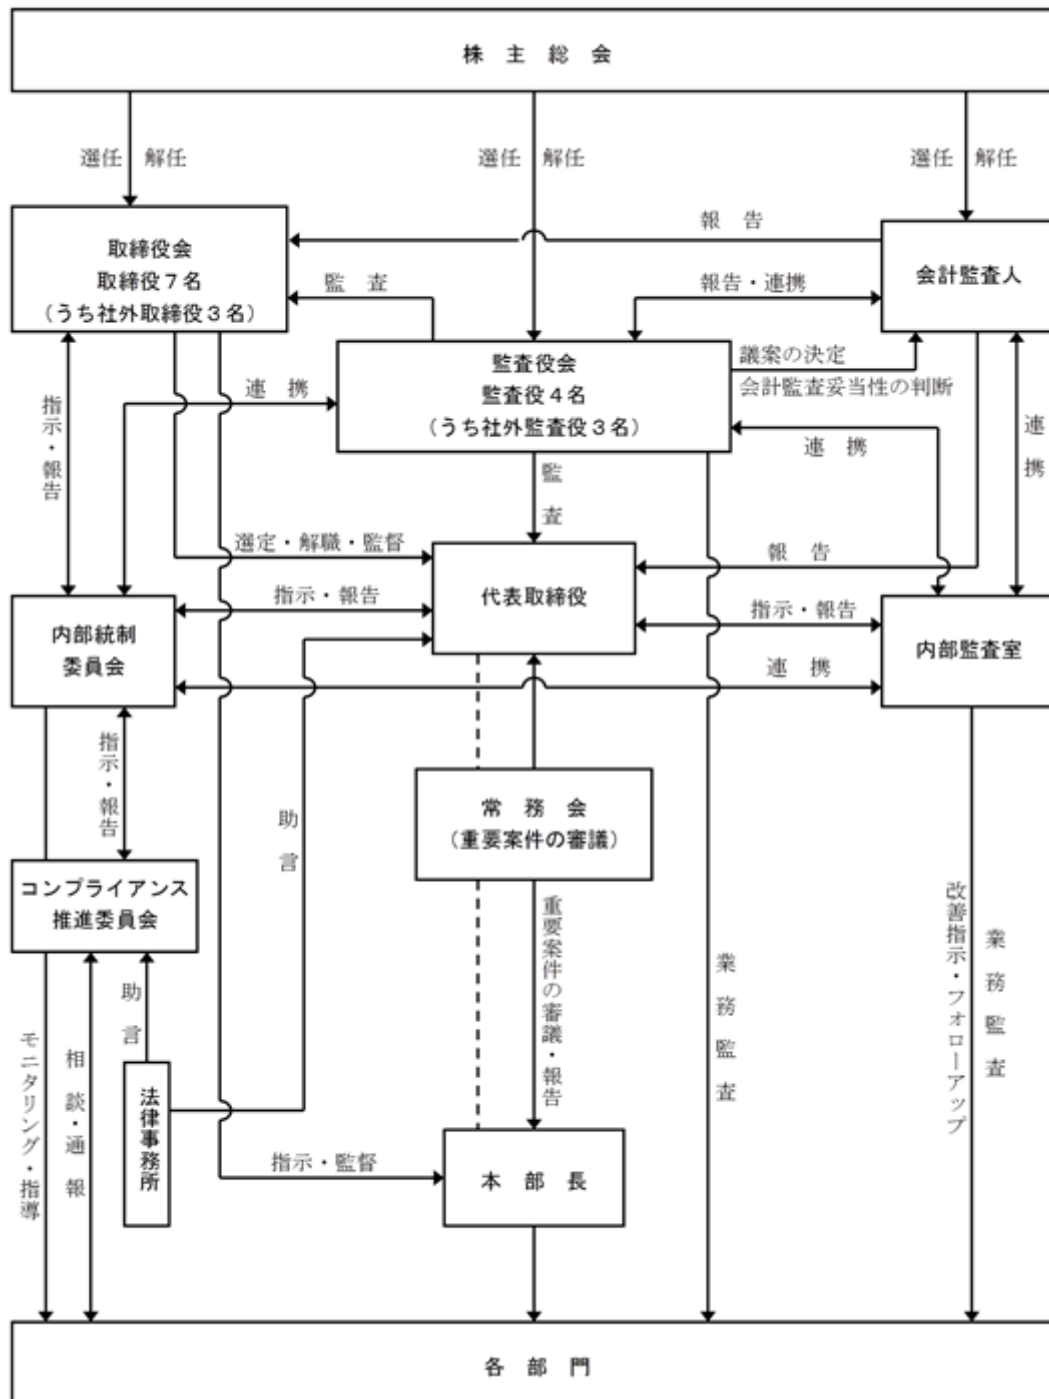 株主総会
選任 解任
選任 解任
選任 解任
取締役会
取締役７名
（うち社外取締役３名）
報告
会計監査人
監査
報告・連携
監査役会
監査役４名
（うち社外監査役３名）
議案の決定
会計監査妥当性の判断
連携
指示・報告
連携
連携
監査
選定・解職・監督
報告
代表取締役
指示・報告
指示・報告
内部統制
委員会
内部監査室
連携
指示・報告
助言
常務会
（重要案件の審議）
コンプライアンス
推進委員会
重要案件の審議・報告
業務監査
改善指示・フォローアップ
業務監査
助言
モニタリング・指導
相談・通報
法律事務所
指示・監督
本部長
各部門